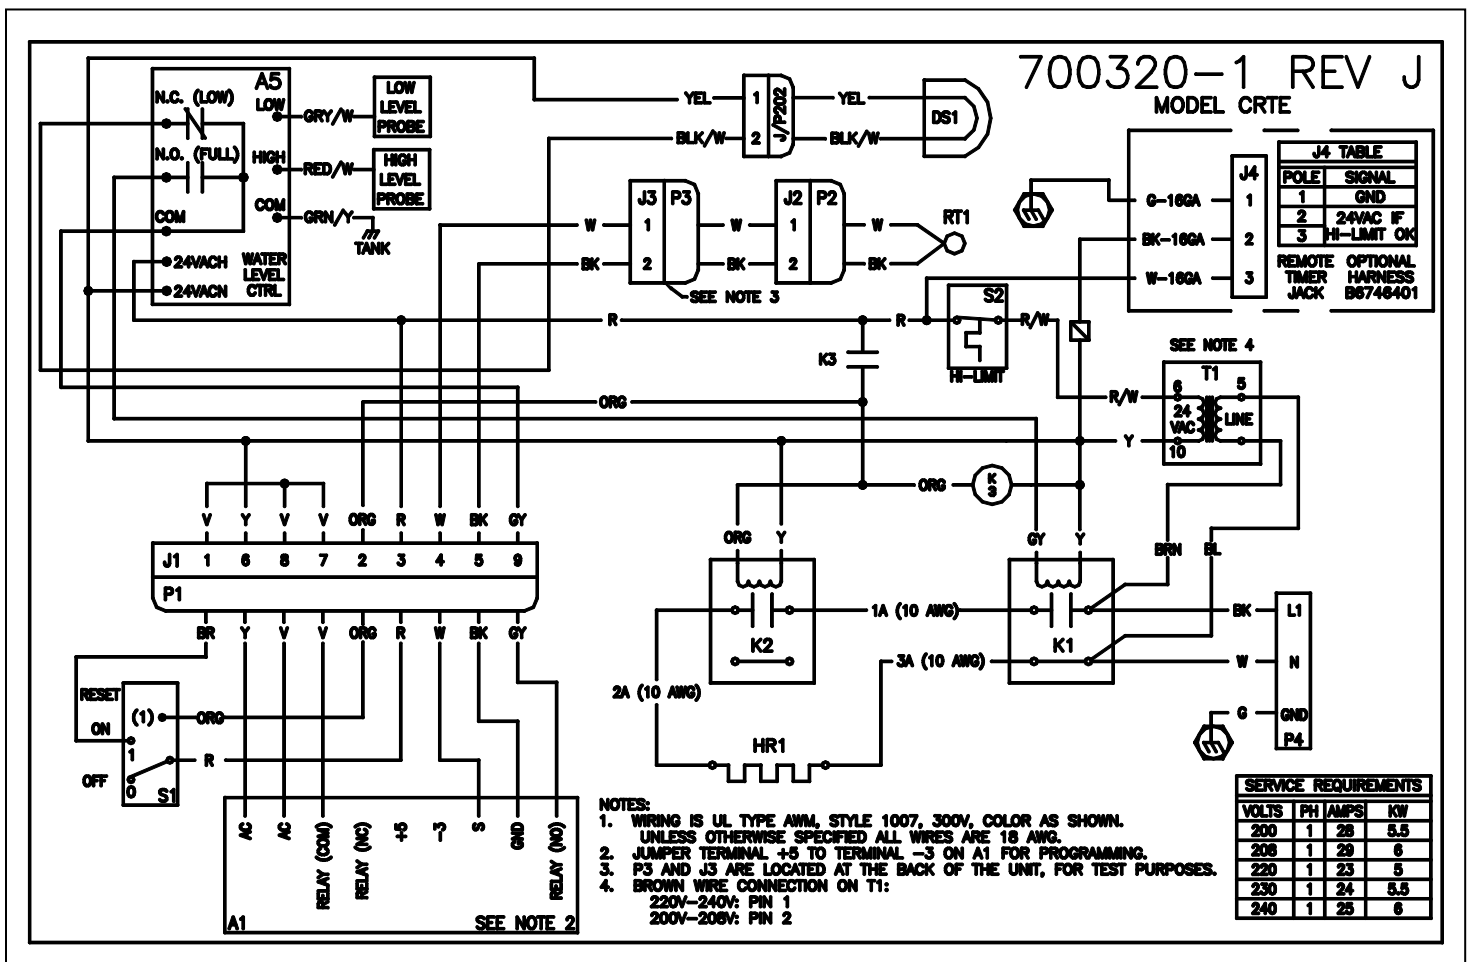 700320-1 REV J
MODEL CRTE
A5
N.C. (LOW)
LOW
GRY/W
LOW
LEVEL
PROBE
N.O. (FULL)
HIGH
RED/W
HIGH
LEVEL
PROBE
COM
COM
GRN/Y
TANK
24VACH
24VACN
WATER
LEVEL
CTRL
YEL
1
J/P202
YEL
DS1
BLK/W
2
BLK/W
J3 P3
J2 P2
W 1 W 1 W
RT1
BK 2 BK 2 BK
SEE NOTE 3
G-16GA
BK-16GA
W-16GA
J4
1
2
3
J4 TABLE
POLE SIGNAL
1 GND
2 24VAC IF
3 HI-LIMIT OK
REMOTE OPTIONAL
TIMER HARNESS
JACK B6746401
R
R
S2
R/W
HI-LIMIT
K3
SEE NOTE 4
T1
6 5
R/W
24
VAC
LINE
Y
10
ORG
ORG
K
3
V Y V V ORG R W BK GY
J1 1 6 8 7 2 3 4 5 9
P1
BR Y V V ORG R W BK GY
ORG Y
GY Y
BRN BL
K2
1A (10 AWG)
K1
3A (10 AWG)
2A (10 AWG)
HR1
BK L1
W N
G GND
P4
RESET
(1)
ORG
ON
1
R
OFF
0
S1
AC
AC
RELAY (COM)
RELAY (NC)
+5
-3
S
GND
RELAY (NO)
A1
SEE NOTE 2
NOTES:
1. WIRING IS UL TYPE AWM, STYLE 1007, 300V, COLOR AS SHOWN.
UNLESS OTHERWISE SPECIFIED ALL WIRES ARE 18 AWG.
2. JUMPER TERMINAL +5 TO TERMINAL -3 ON A1 FOR PROGRAMMING.
3. P3 AND J3 ARE LOCATED AT THE BACK OF THE UNIT, FOR TEST PURPOSES.
4. BROWN WIRE CONNECTION ON T1:
220V-240V: PIN 1
200V-208V: PIN 2
SERVICE REQUIREMENTS
VOLTS PH AMPS KW
200 1 28 5.5
208 1 29 6
220 1 23 5
230 1 24 5.5
240 1 25 6